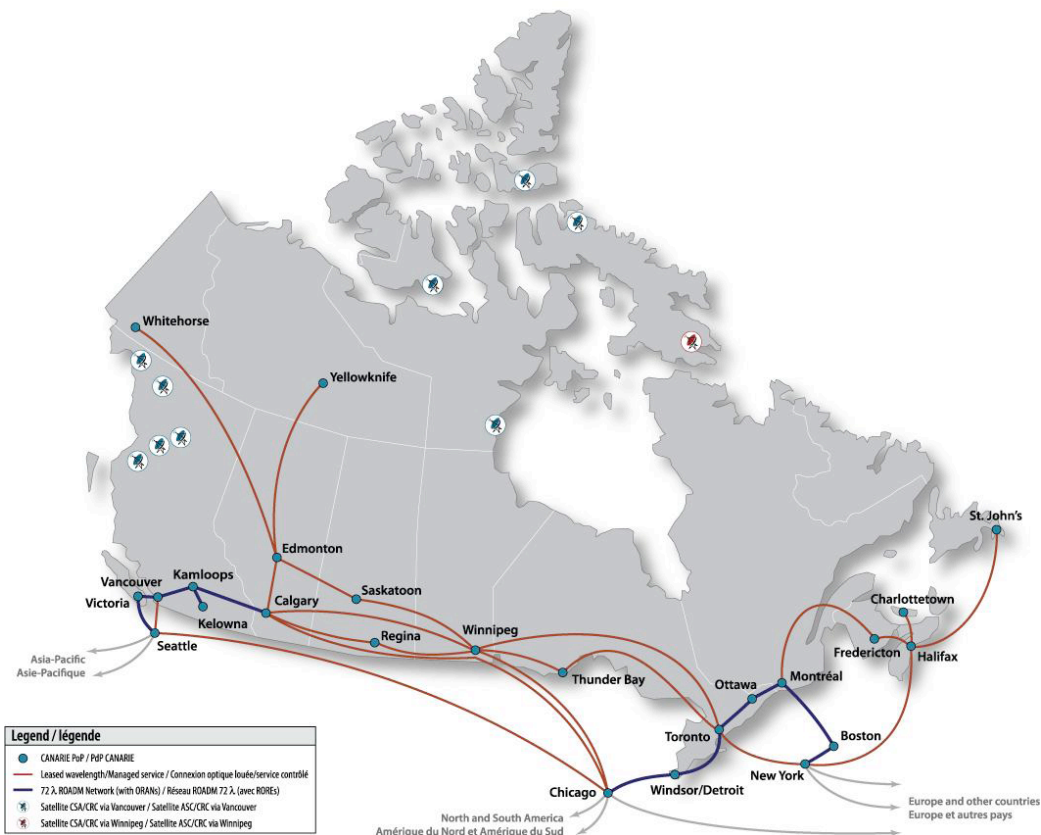 Whitehorse
Yellowknife
St. John's
Edmonton
Kamloops
Vancouver
Saskatoon
Charlottetown
Victoria
Calgary
Kelowna
Regina
Winnipeg
Fredericton
Halifax
Seattle
Asia-Pacific
Asie-Pacifique
Thunder Bay
Montréal
Ottawa
Toronto
Boston
New York
Windsor/Detroit
Chicago
Europe and other countries
Europe et autres pays
North and South America
Amérique du Nord et Amérique du Sud
Legend / légende
CANARIE PoP / PdP CANARIE
Leased wavelength/Managed service / Connexion optique louée/service contrôlé
72 λ ROADM Network (with ORANs) / Réseau ROADM 72 λ (avec ROREs)
Satellite CSA/CRC via Vancouver / Satellite ASC/CRC via Vancouver
Satellite CSA/CRC via Winnipeg / Satellite ASC/CRC via Winnipeg